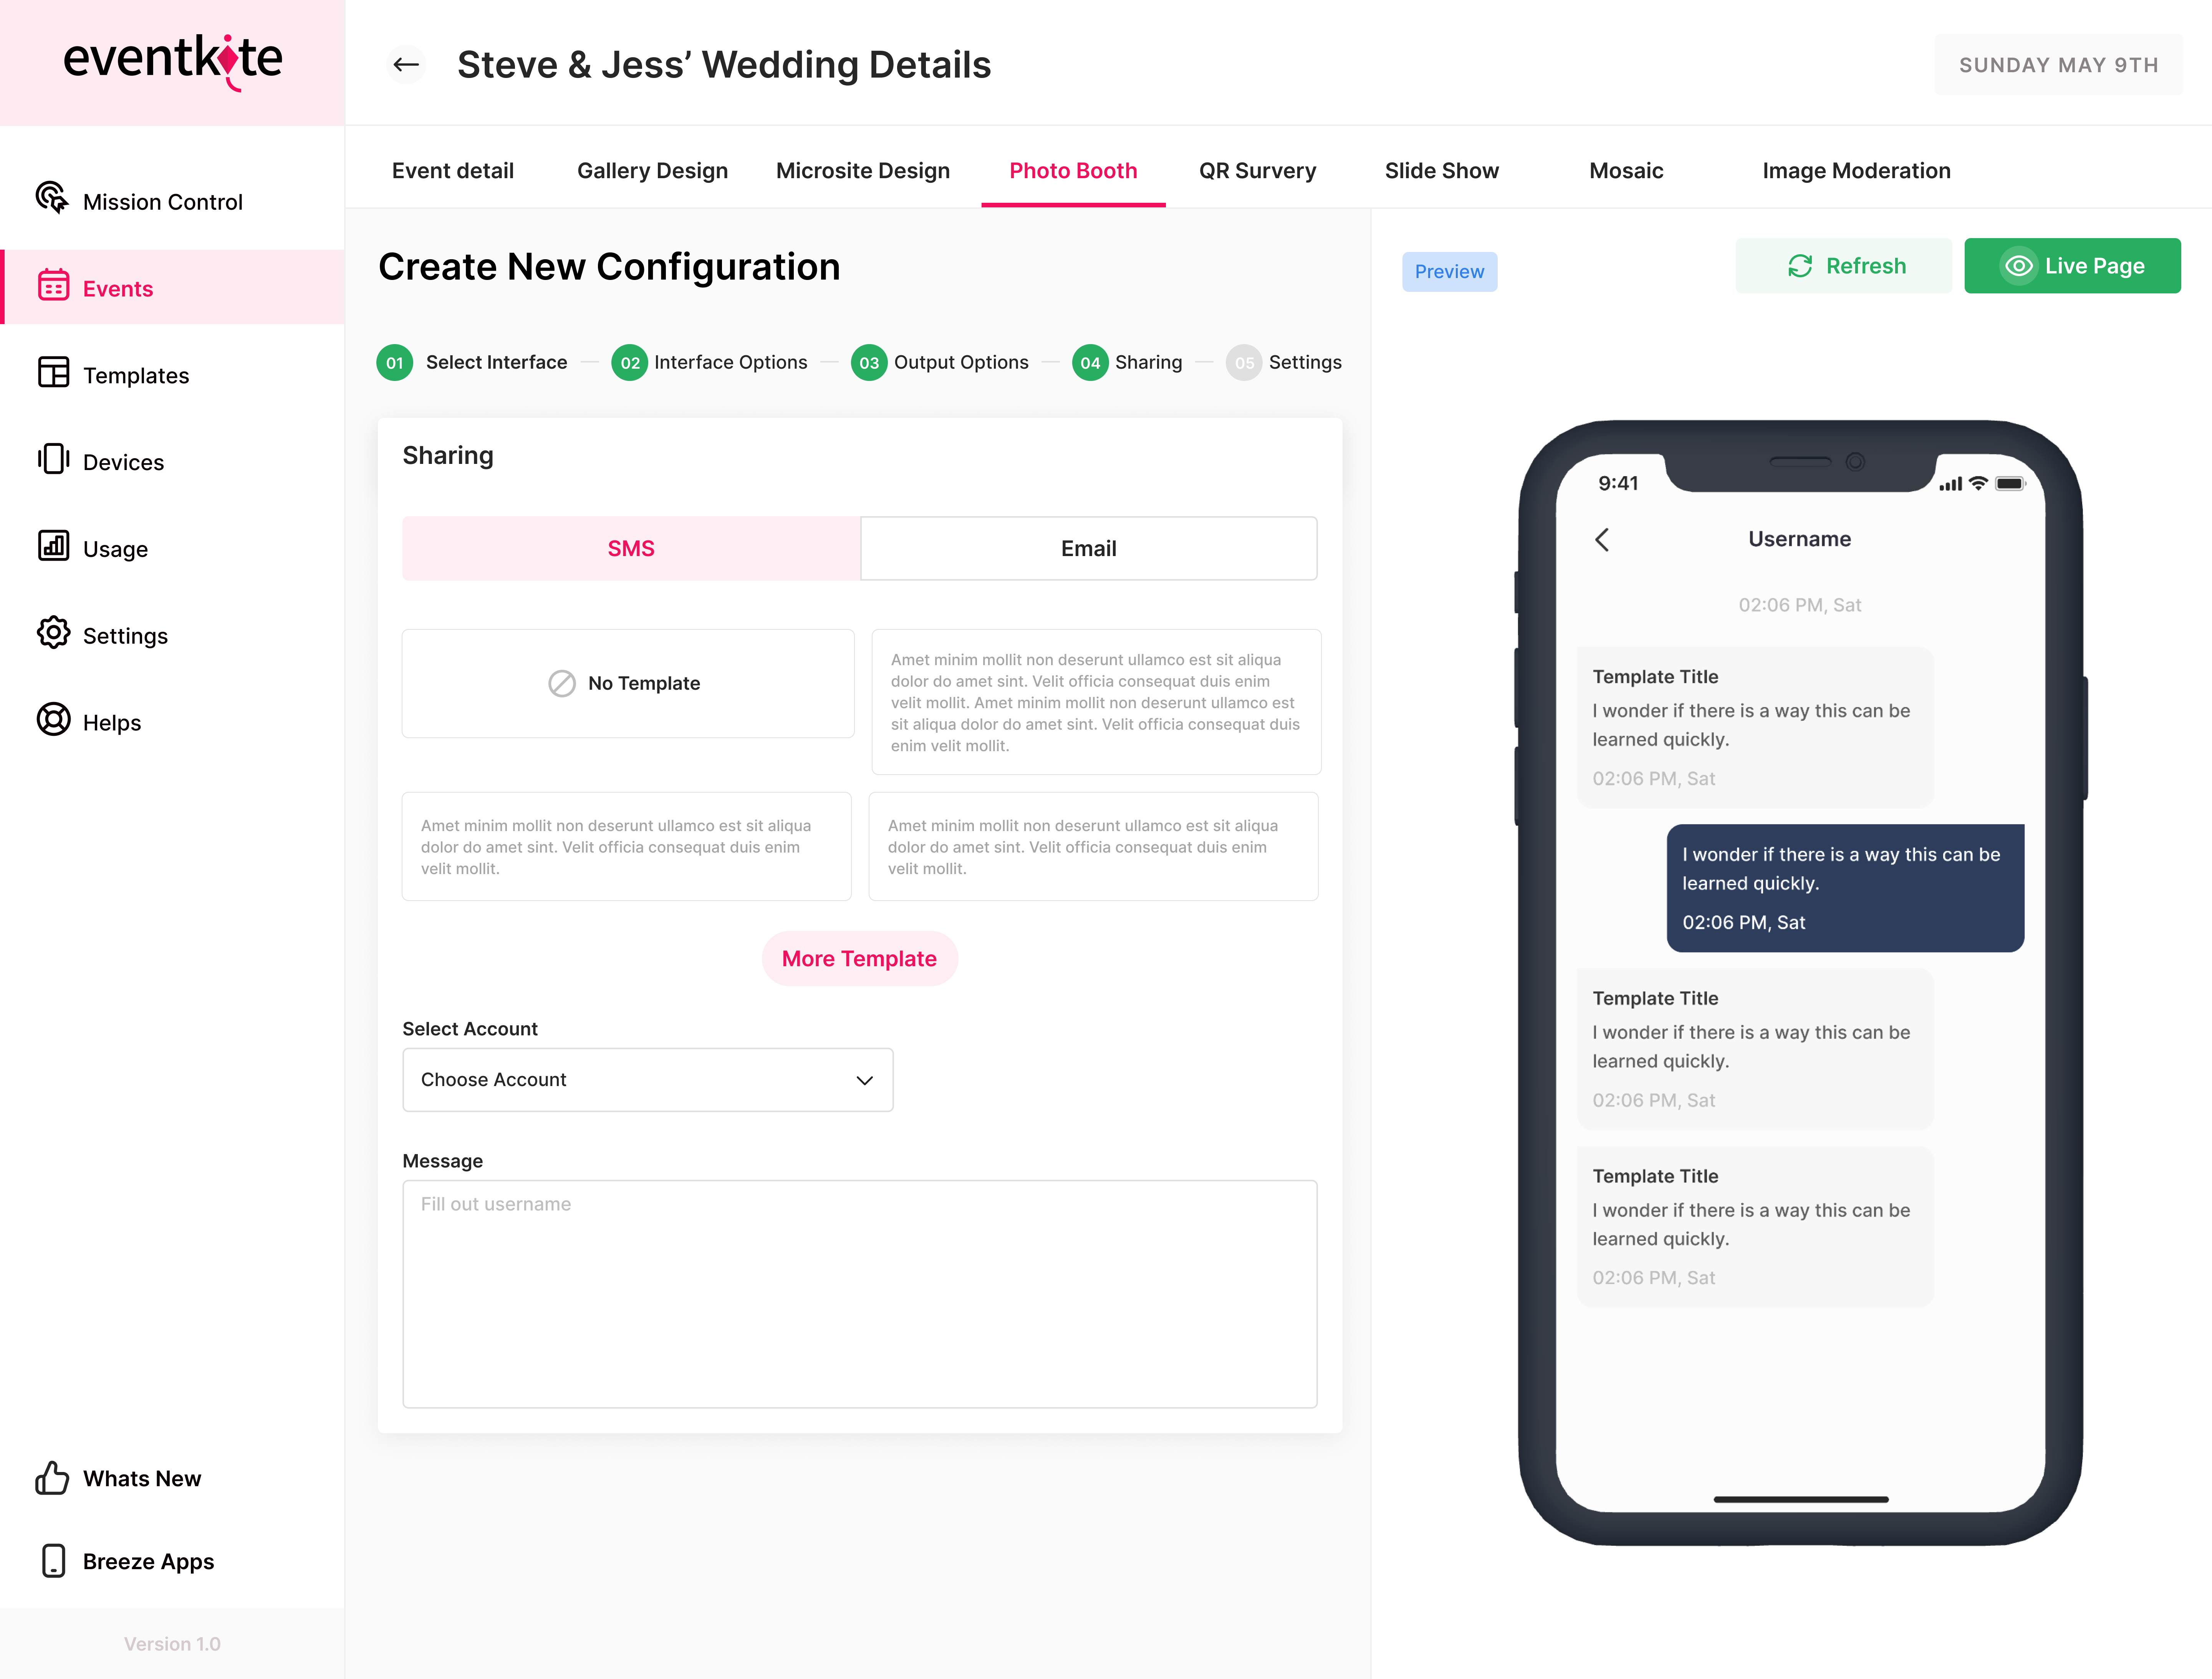 eventkite
Steve & Jess’ Wedding Details
SUNDAY MAY 9TH
Mission Control
Events
Templates
Devices
Usage
Settings
Helps
Whats New
Breeze Apps
Version 1.0
Event detail
Gallery Design
Microsite Design
Photo Booth
QR Survery
Slide Show
Mosaic
Image Moderation
Create New Configuration
01 Select Interface
02 Interface Options
03 Output Options
04 Sharing
05 Settings
Sharing
SMS
Email
No Template
Amet minim mollit non deserunt ullamco est sit aliqua
dolor do amet sint. Velit officia consequat duis enim
velit mollit. Amet minim mollit non deserunt ullamco est
sit aliqua dolor do amet sint. Velit officia consequat duis
enim velit mollit.
Amet minim mollit non deserunt ullamco est sit aliqua
dolor do amet sint. Velit officia consequat duis enim
velit mollit.
Amet minim mollit non deserunt ullamco est sit aliqua
dolor do amet sint. Velit officia consequat duis enim
velit mollit.
More Template
Select Account
Choose Account
Message
Fill out username
Preview
Refresh
Live Page
9:41
Username
02:06 PM, Sat
Template Title
I wonder if there is a way this can be
learned quickly.
02:06 PM, Sat
I wonder if there is a way this can be
learned quickly.
02:06 PM, Sat
Template Title
I wonder if there is a way this can be
learned quickly.
02:06 PM, Sat
Template Title
I wonder if there is a way this can be
learned quickly.
02:06 PM, Sat